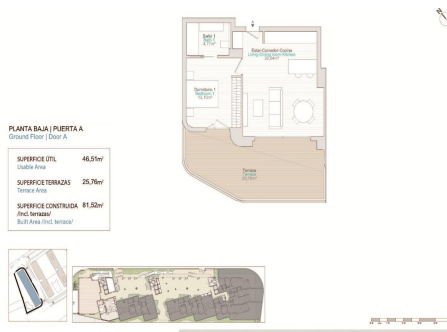 Baño 1
4,77m²
Estar-Comedor-Cocina
Living-Dining room-Kitchen
Dormitorio 1
Bedroom 1
Terraza
PLANTA BAJA | PUERTA A
Ground Floor | Door A
SUPERFICIE ÚTIL 46,51m²
Usable Area
SUPERFICIE TERRAZAS 25,76m²
Terrace Area
SUPERFICIE CONSTRUIDA 81,52m²
/incl. terrazas/
Built Area /incl. terrace/